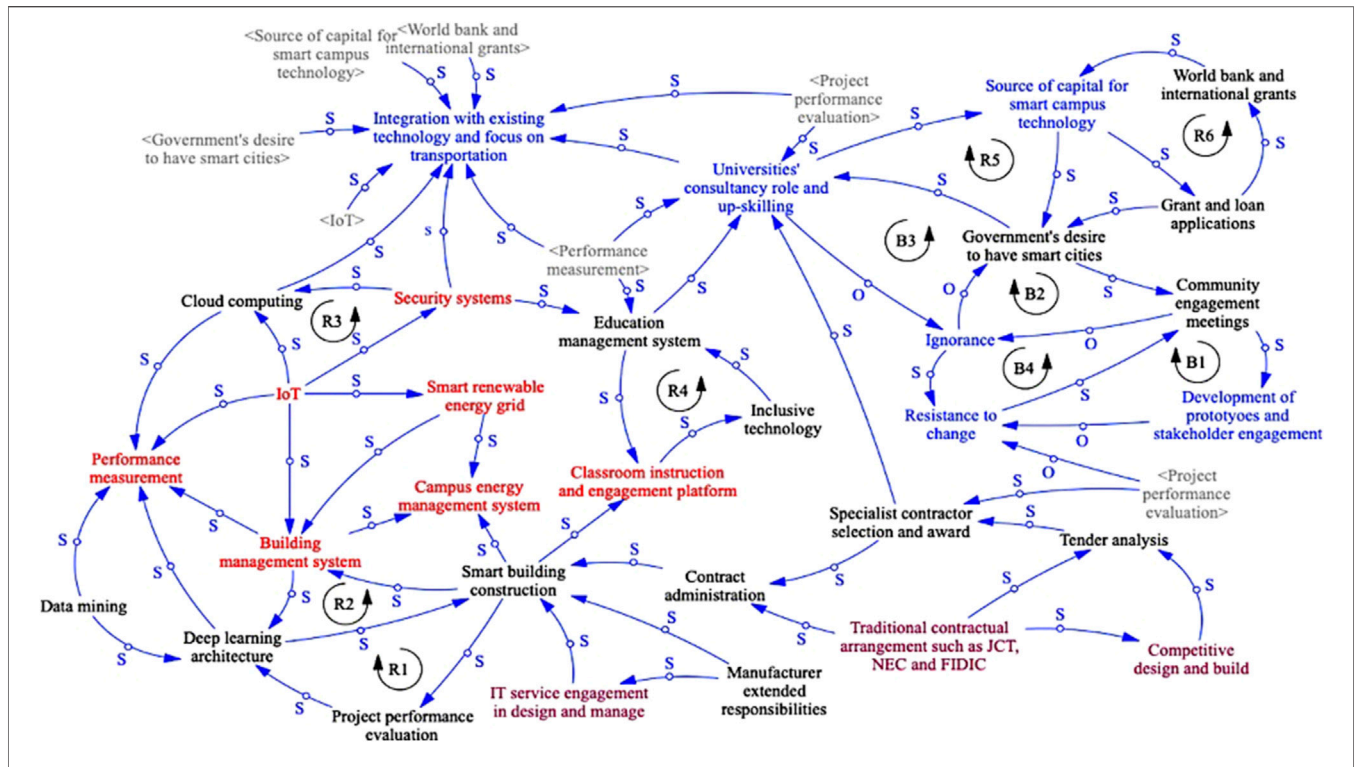 <Source of capital for
smart campus
technology>
<World bank and
international grants>
S
S
Integration with existing
technology and focus on
transportation
<Government's desire
to have smart cities>
S
S
<IoT>
S
S
<Project
performance
evaluation>
S
S
Universities'
consultancy role and
up-skilling
S
Source of capital for
smart campus
technology
S
World bank and
international grants
R6
S
R5
S
S
Grant and loan
applications
S
S
Government's desire
to have smart cities
B3
B2
S
Community
engagement
meetings
O
O
Ignorance
O
B4
B1
S
S
S
Resistance to
change
Development of
prototyoes and
stakeholder engagement
O
O
<Project
performance
evaluation>
S
S
s
S
<Performance
measurement>
S
S
Cloud computing
S
Security systems
S
R3
Education
management system
S
S
S
S
S
IoT
S
S
Smart renewable
energy grid
S
R4
S
Inclusive
technology
S
S
S
S
Performance
measurement
S
Campus energy
management system
Classroom instruction
and engagement platform
S
S
Building
management system
S
S
S
Specialist contractor
selection and award
S
Tender analysis
S
Smart building
construction
S
Contract
administration
S
S
S
S
R2
S
Data mining
S
Deep learning
architecture
S
R1
S
S
S
S
Traditional contractual
arrangement such as JCT,
NEC and FIDIC
S
Competitive
design and build
IT service engagement
in design and manage
S
Manufacturer
extended
responsibilities
S
Project performance
evaluation